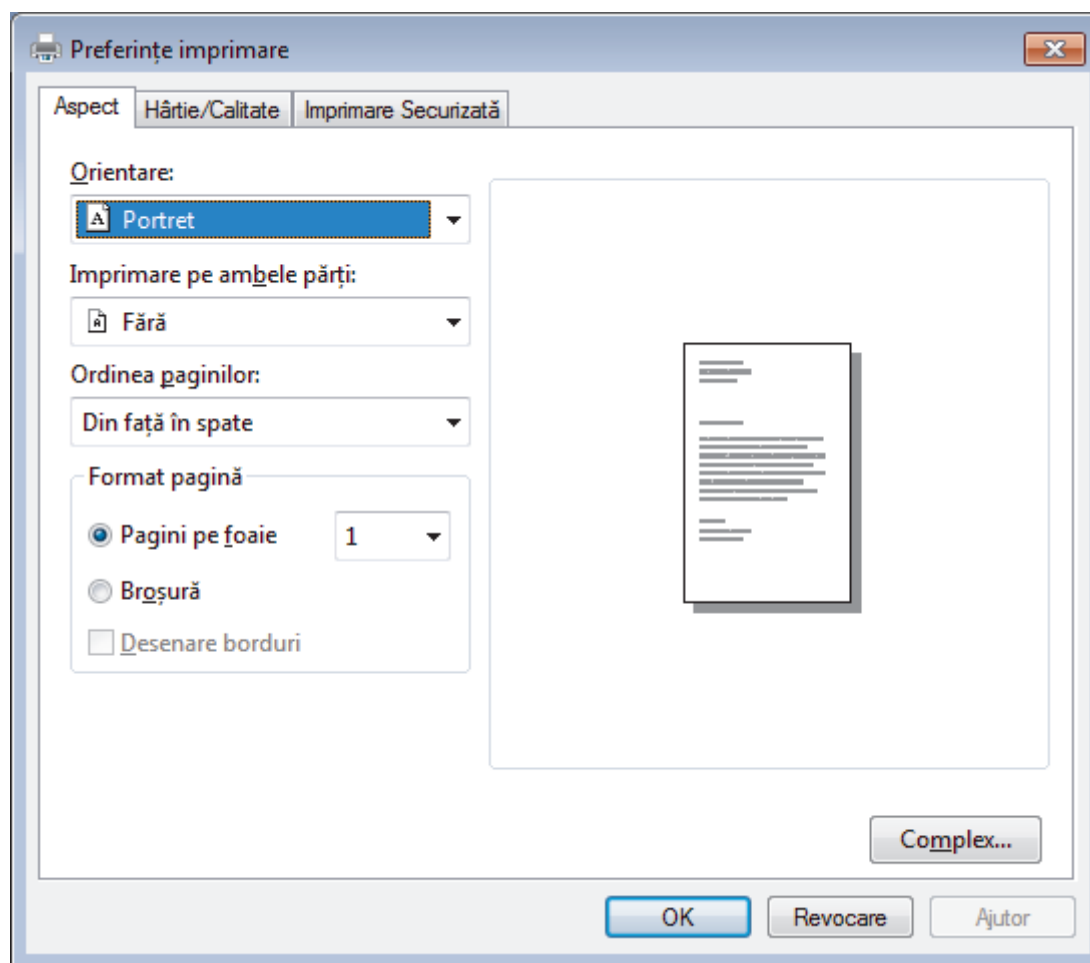 Preferințe imprimare
Aspect Hârtie/Calitate Imprimare Securizată
Orientare:
A Portret
Imprimare pe ambele părți:
A Fără
Ordinea paginilor:
Din față în spate
Format pagină
Pagini pe foaie 1
Broșură
Desenare borduri
Complex...
OK Revocare Ajutor